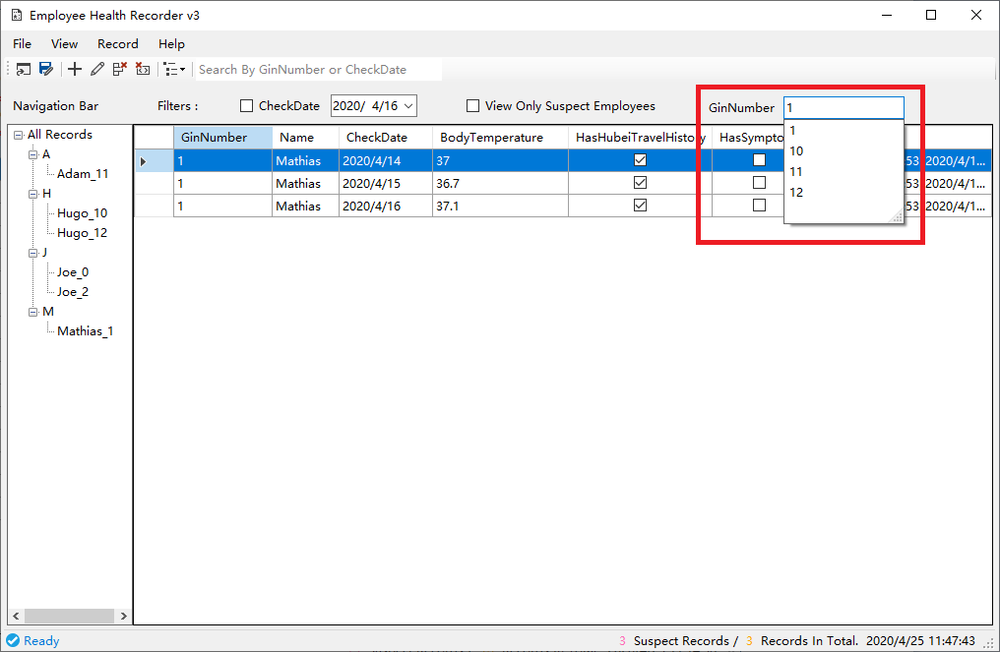 Employee Health Recorder v3
File View Record Help
Search By GinNumber or CheckDate
Navigation Bar Filters : CheckDate 2020/ 4/16 View Only Suspect Employees GinNumber 1
1
10
11
12
All Records
A
Adam_11
H
Hugo_10
Hugo_12
J
Joe_0
Joe_2
M
Mathias_1
GinNumber Name CheckDate BodyTemperature HasHubeiTravelHistory HasSympto
1 Mathias 2020/4/14 37 53 2020/4/1...
1 Mathias 2020/4/15 36.7
1 Mathias 2020/4/16 37.1 53 2020/4/1...
Ready 3 Suspect Records / 3 Records In Total. 2020/4/25 11:47:43